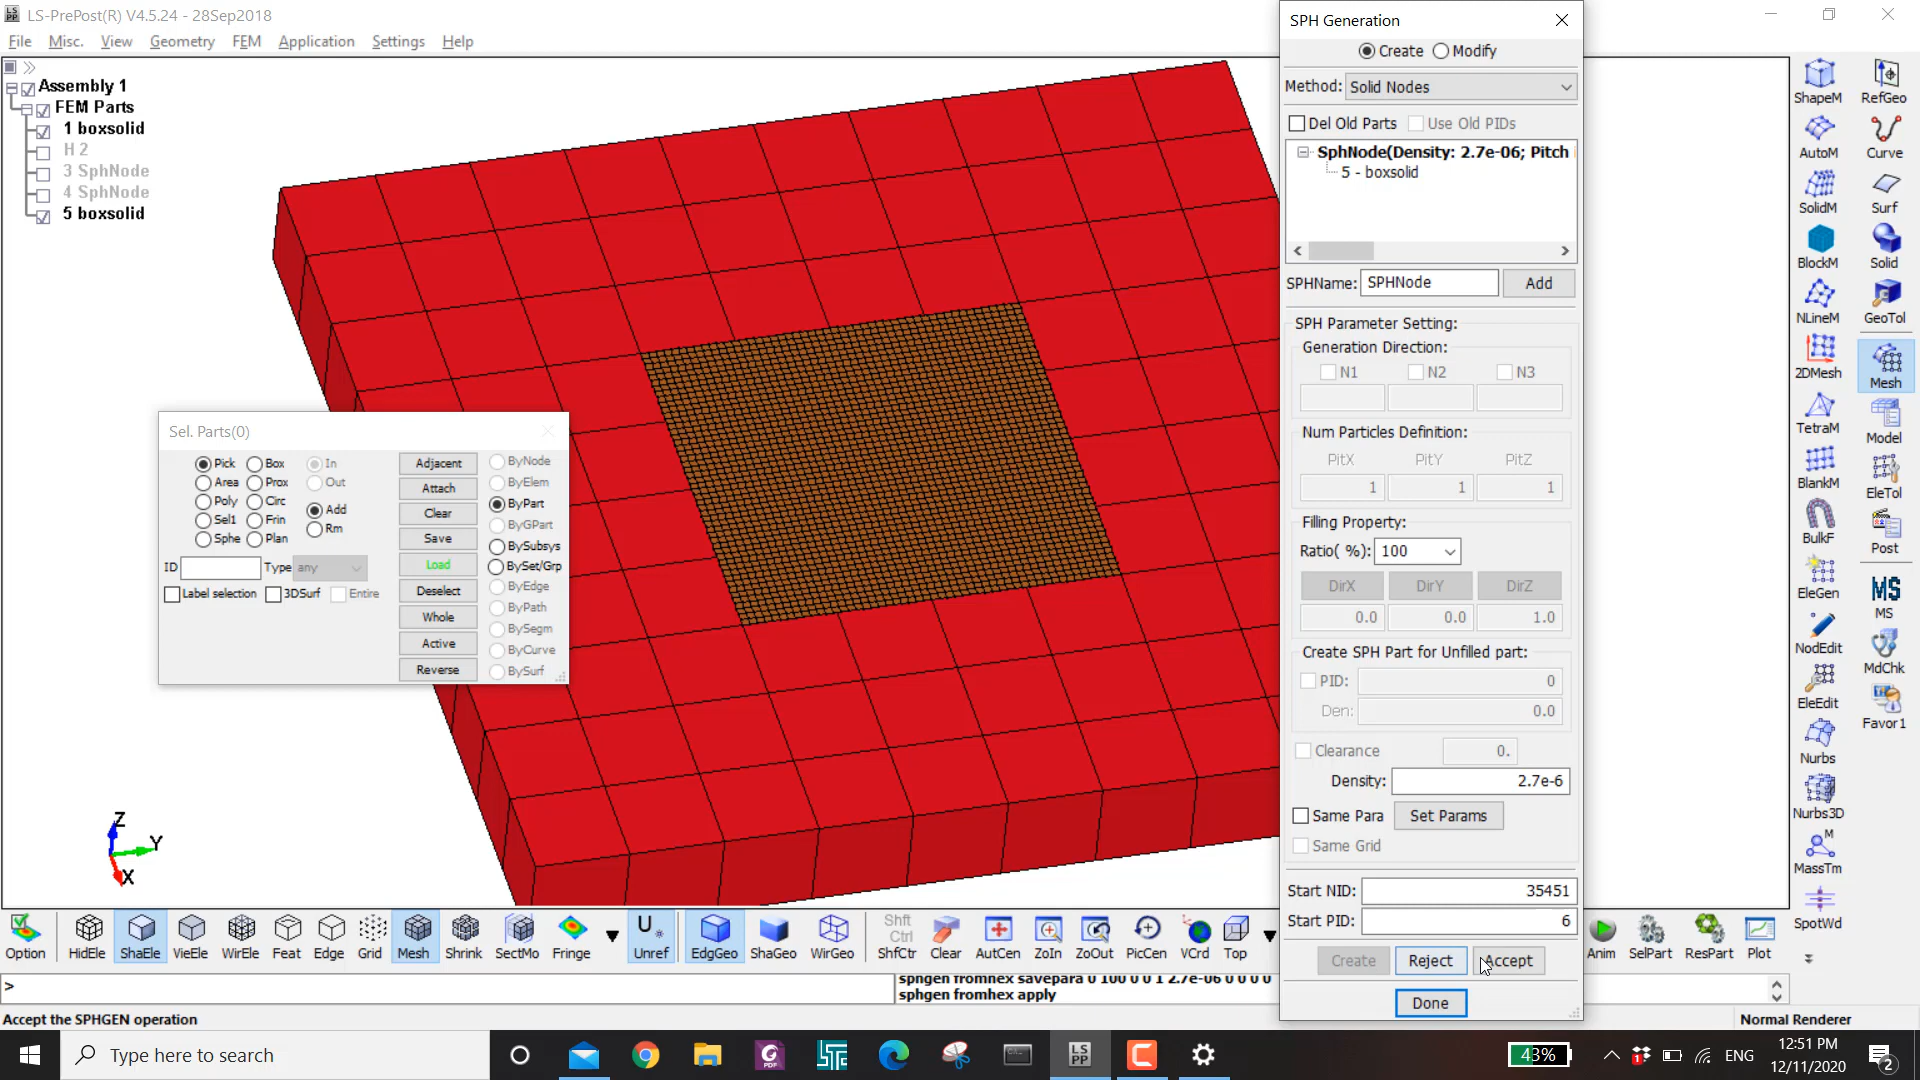 LS-PrePost(R) V4.5.24 - 28Sep2018
File Misc. View Geometry FEM Application Settings Help
Assembly 1
FEM Parts
1 boxsolid
H 2
3 SphNode
4 SphNode
5 boxsolid
Sel. Parts(0)
Pick Box In Adjacent ByNode
Area Prox Out Attach ByElem
Poly Circ Add Clear ByPart
Sel1 Frin Rm Save ByGPart
Sphe Plan Load BySubsys
ID Type any Deselect BySet/Grp
Label selection 3DSurf Entire Whole ByEdge
Active ByPath
Reverse BySegm
ByCurve
BySurf
Z
Y
X
SPH Generation
Create Modify
Method: Solid Nodes
Del Old Parts Use Old PIDs
SphNode(Density: 2.7e-06; Pitch
5 - boxsolid
SPHName: SPHNode Add
SPH Parameter Setting:
Generation Direction:
N1 N2 N3
Num Particles Definition:
PitX PitY PitZ
1 1 1
Filling Property:
Ratio( %): 100
DirX DirY DirZ
0.0 0.0 1.0
Create SPH Part for Unfilled part:
PID: 0
Den: 0.0
Clearance 0.
Density: 2.7e-6
Same Para Set Params
Same Grid
Start NID: 35451
Start PID: 6
Create Reject Accept
Done
ShapeM RefGeo
AutoM Curve
SolidM Surf
BlockM Solid
NLineM GeoTol
2DMesh Mesh
TetraM Model
BlankM EleTol
BulkF Post
EleGen MS
MS
NodEdit MdChk
EleEdit Favor1
Nurbs
Nurbs3D
M
MassTm
SpotWd
Option HidEle ShaEle VieEle WirEle Feat Edge Grid Mesh Shrink SectMo Fringe U Unref EdgGeo ShaGeo WirGeo Shft Ctrl ShfCtr Clear AutCen ZoIn ZoOut PicCen VCrd Top Anim SelPart ResPart Plot
> sphgen fromhex savepara 0 100 0 0 1 2.7e-06 0 0 0 0
sphgen fromhex apply
Accept the SPHGEN operation Normal Renderer
Type here to search
LS
PP
43% ENG 12:51 PM
12/11/2020 2